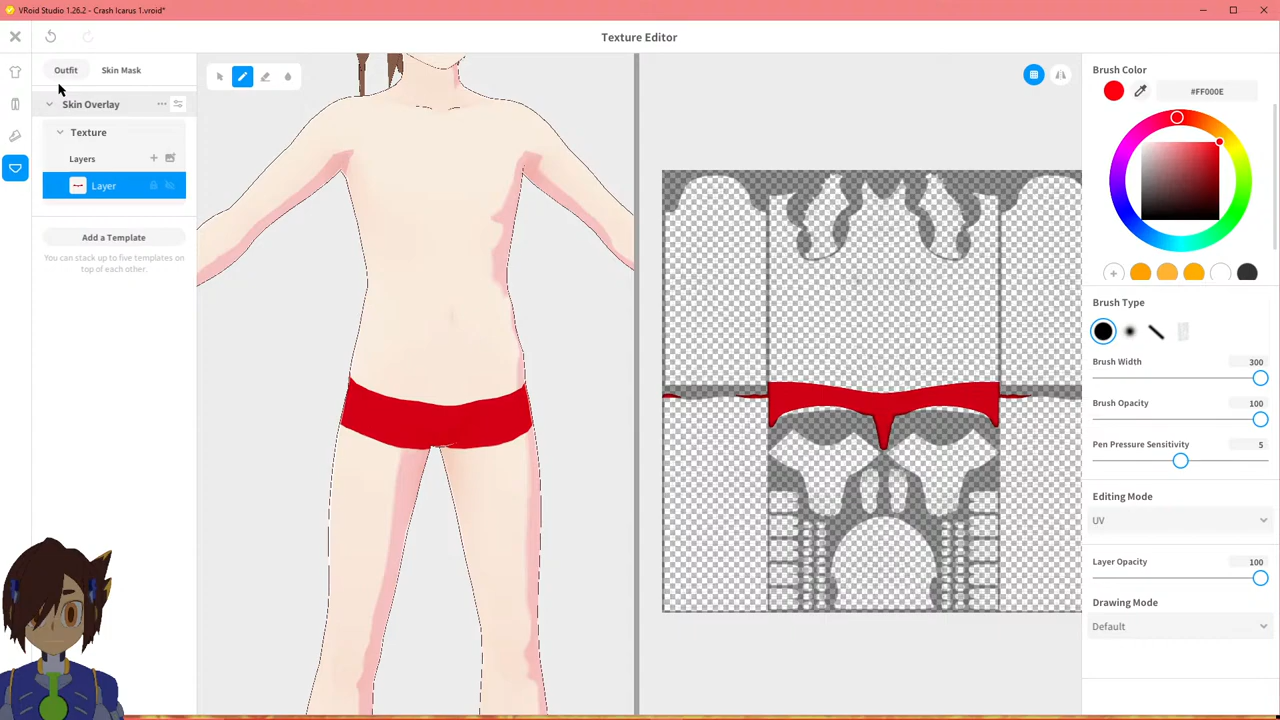 VRoid Studio 1.26.2 - Crash Icarus 1.vroid*
Texture Editor
Outfit
Skin Mask
Skin Overlay
Texture
Layers
Layer
Add a Template
You can stack up to five templates on top of each other.
Brush Color
#FF000E
Brush Type
Brush Width
300
Brush Opacity
100
Pen Pressure Sensitivity
5
Editing Mode
UV
Layer Opacity
100
Drawing Mode
Default